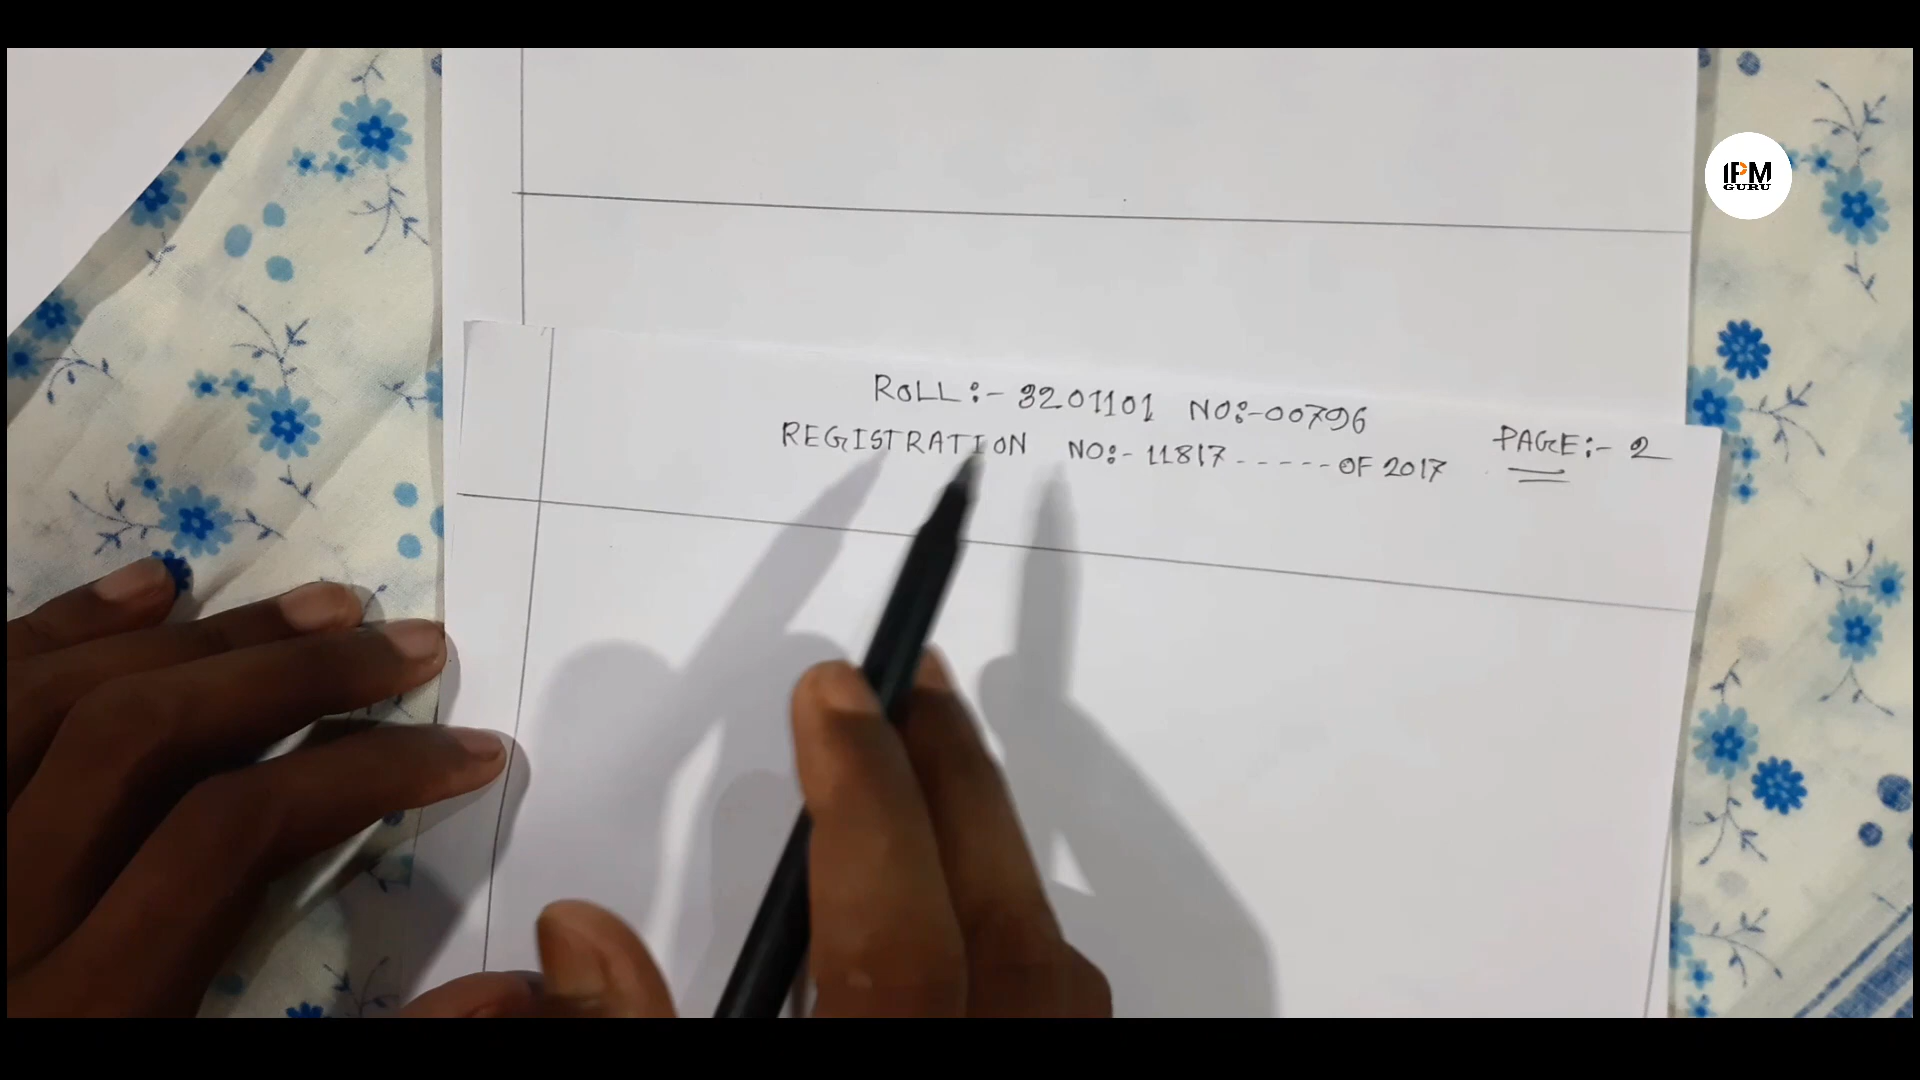 IPM
GURU
ROLL:- 3201101 NO:-00796
REGISTRATION NO:- 11817 - - - - - OF 2017
PAGE:- 2